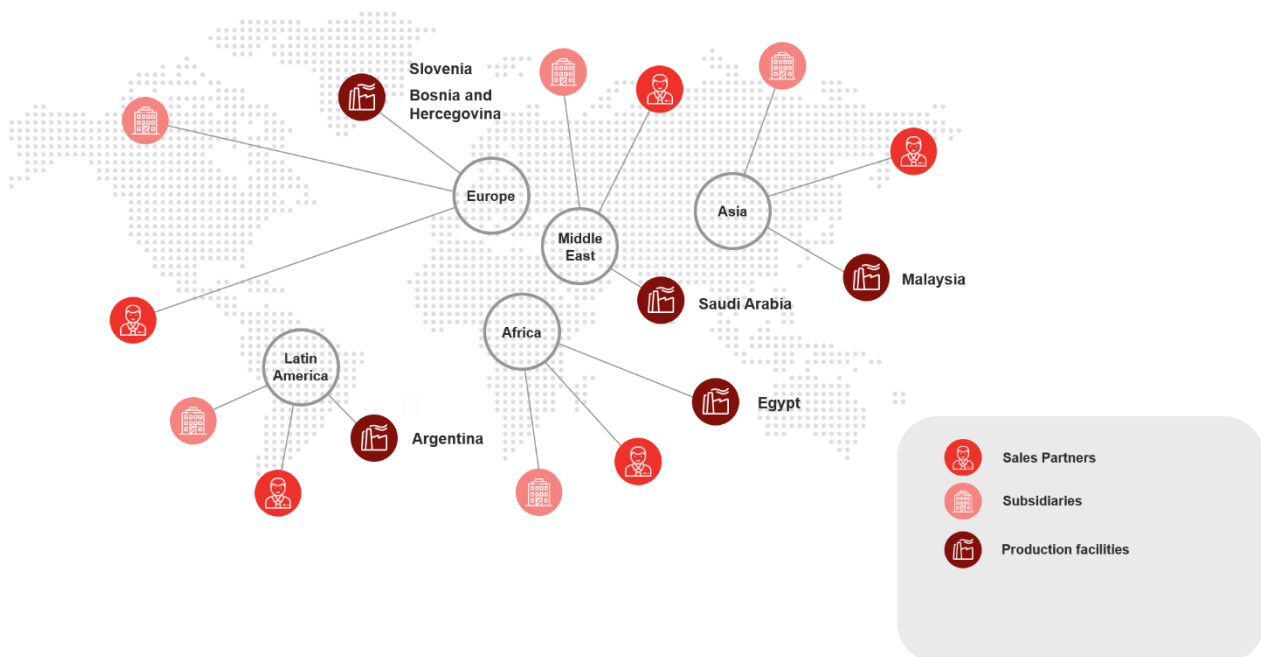 Slovenia
Bosnia and
Hercegovina
Europe
Asia
Middle
East
Malaysia
Saudi Arabia
Africa
Latin
America
Egypt
Argentina
Sales Partners
Subsidiaries
Production facilities